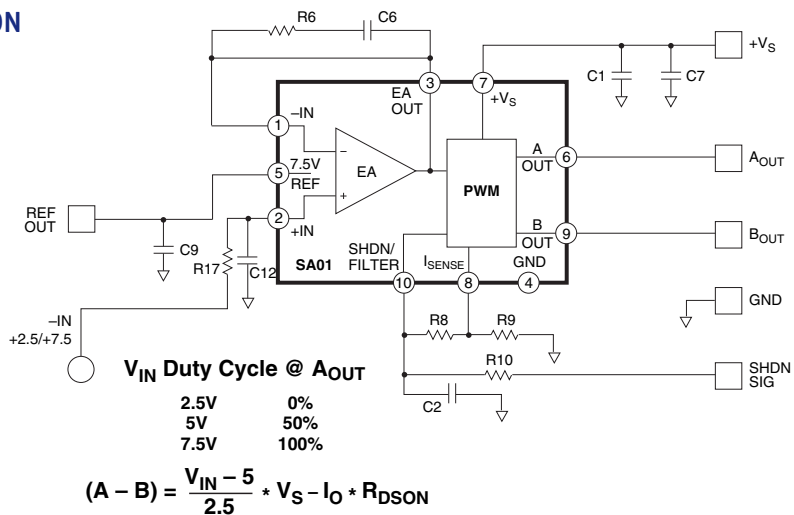 ON
R6
C6
+VS
C1
C7
3
EA
OUT
7
+VS
–IN
1
–
EA
+
5
7.5V
REF
2
+IN
PWM
A
OUT
6
AOUT
B
OUT
9
BOUT
REF
OUT
C9
R17
C12
SHDN/
FILTER
SA01
ISENSE
GND
10
8
4
GND
–IN
+2.5/+7.5
R8
R9
R10
SHDN
SIG
C2
VIN Duty Cycle @ AOUT
2.5V 0%
5V 50%
7.5V 100%
(A – B) = VIN – 5 / 2.5 * VS – IO * RDSON